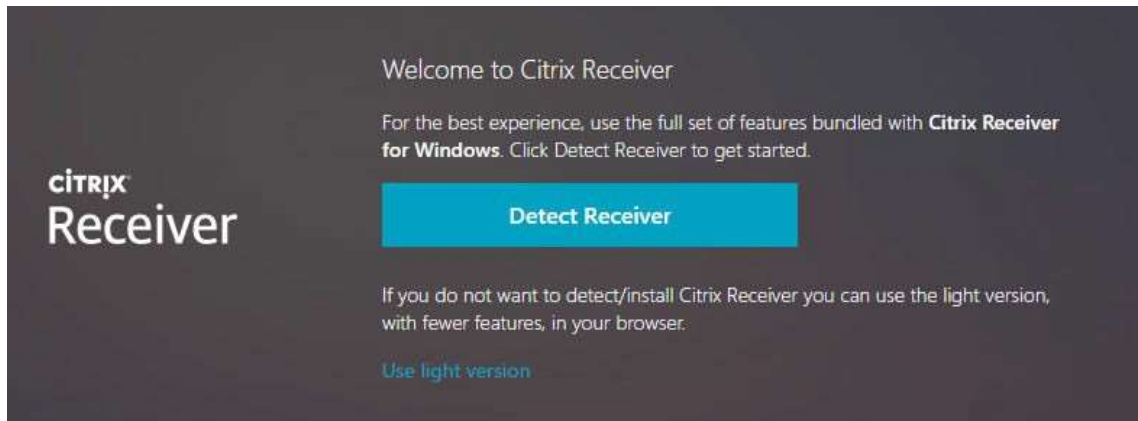 citrix
Receiver
Welcome to Citrix Receiver
For the best experience, use the full set of features bundled with Citrix Receiver
for Windows. Click Detect Receiver to get started.
Detect Receiver
If you do not want to detect/install Citrix Receiver you can use the light version,
with fewer features, in your browser.
Use light version